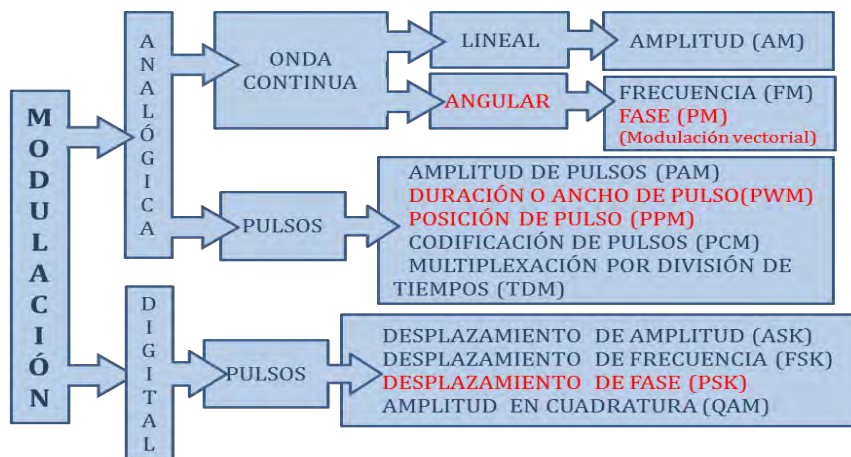 MODULACIÓN
ANALÓGICA
ONDA
CONTINUA
LINEAL
AMPLITUD (AM)
ANGULAR
FRECUENCIA (FM)
FASE (PM)
(Modulación vectorial)
PULSOS
AMPLITUD DE PULSOS (PAM)
DURACIÓN O ANCHO DE PULSO(PWM)
POSICIÓN DE PULSO (PPM)
CODIFICACIÓN DE PULSOS (PCM)
MULTIPLEXACIÓN POR DIVISIÓN DE
TIEMPOS (TDM)
DIGITAL
PULSOS
DESPLAZAMIENTO DE AMPLITUD (ASK)
DESPLAZAMIENTO DE FRECUENCIA (FSK)
DESPLAZAMIENTO DE FASE (PSK)
AMPLITUD EN CUADRATURA (QAM)